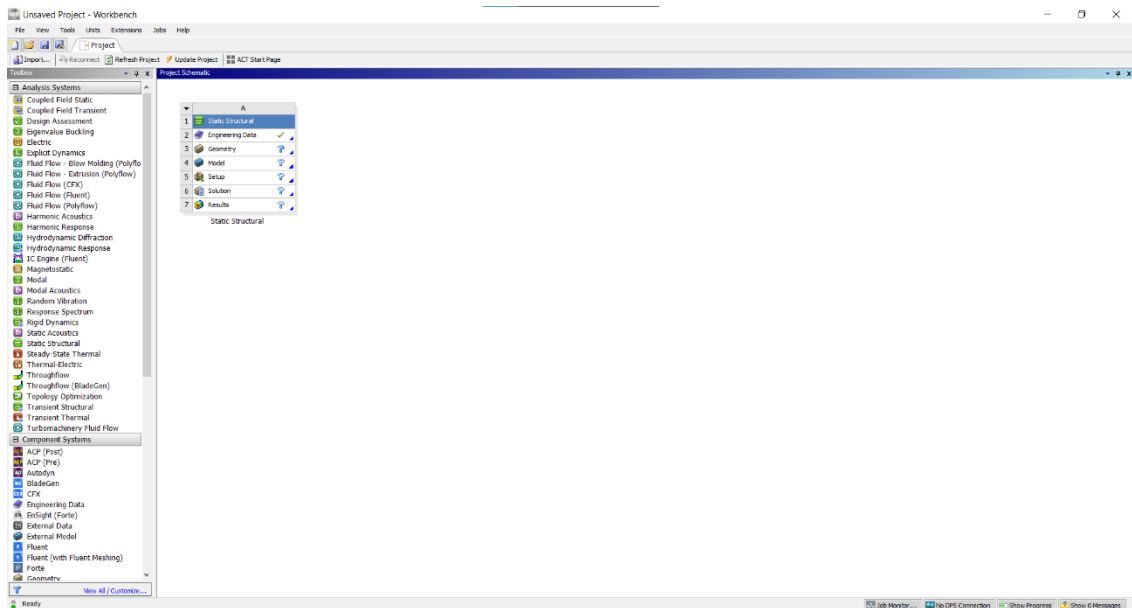 Unsaved Project - Workbench
File View Tools Units Extensions Jobs Help
Project
Import... Reconnect Refresh Project Update Project ACT Start Page
Toolbox
Project Schematic
Analysis Systems
Coupled Field Static
Coupled Field Transient
Design Assessment
Eigenvalue Buckling
Electric
Explicit Dynamics
Fluid Flow - Blow Molding (Polyflo
Fluid Flow - Extrusion (Polyflow)
Fluid Flow (CFX)
Fluid Flow (Fluent)
Fluid Flow (Polyflow)
Harmonic Acoustics
Harmonic Response
Hydrodynamic Diffraction
Hydrodynamic Response
IC Engine (Fluent)
Magnetostatic
Modal
Modal Acoustics
Random Vibration
Response Spectrum
Rigid Dynamics
Static Acoustics
Static Structural
Steady-State Thermal
Thermal-Electric
Throughflow
Throughflow (BladeGen)
Topology Optimization
Transient Structural
Transient Thermal
Turbomachinery Fluid Flow
Component Systems
ACP (Post)
ACP (Pre)
Autodyn
BladeGen
CFX
Engineering Data
EnSight (Forte)
External Data
External Model
Fluent
Fluent (with Fluent Meshing)
Forte
Geometry
View All / Customize...
A
1 Static Structural
2 Engineering Data
3 Geometry
4 Model
5 Setup
6 Solution
7 Results
Static Structural
Ready
Job Monitor... No DPS Connection Show Progress Show 0 Messages